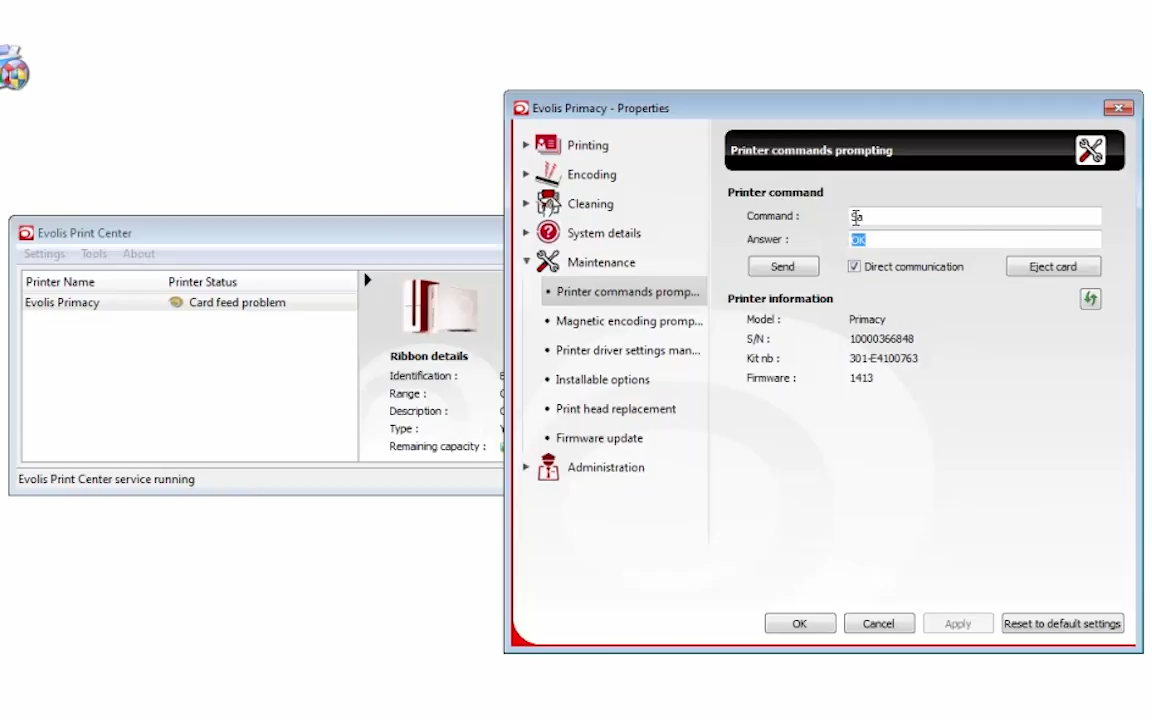 Evolis Print Center
Settings Tools About
Printer Name Printer Status
Evolis Primacy Card feed problem
Ribbon details
Identification :
Range :
Description :
Type :
Remaining capacity :
Evolis Print Center service running
Evolis Primacy - Properties
Printing
Encoding
Cleaning
System details
Maintenance
• Printer commands promp...
• Magnetic encoding promp...
• Printer driver settings man...
• Installable options
• Print head replacement
• Firmware update
Administration
Printer commands prompting
Printer command
Command :
Answer : OK
Send Direct communication Eject card
Printer information
Model : Primacy
S/N : 10000366848
Kit nb : 301-E4100763
Firmware : 1413
OK Cancel Apply Reset to default settings